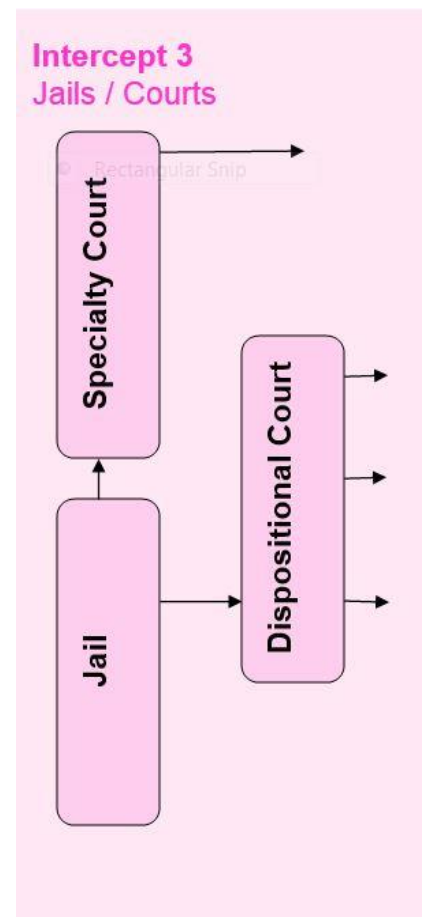 Intercept 3
Jails / Courts
© Rectangular Snip
Specialty Court
Dispositional Court
Jail